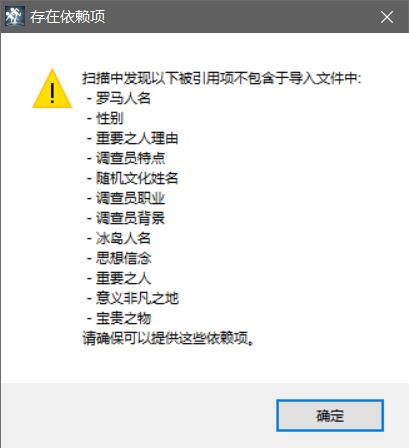 存在依赖项
扫描中发现以下被引用项不包含于导入文件中:
- 罗马人名
- 性别
- 重要之人理由
- 调查员特点
- 随机文化姓名
- 调查员职业
- 调查员背景
- 冰岛人名
- 思想信念
- 重要之人
- 意义非凡之地
- 宝贵之物
请确保可以提供这些依赖项。
确定